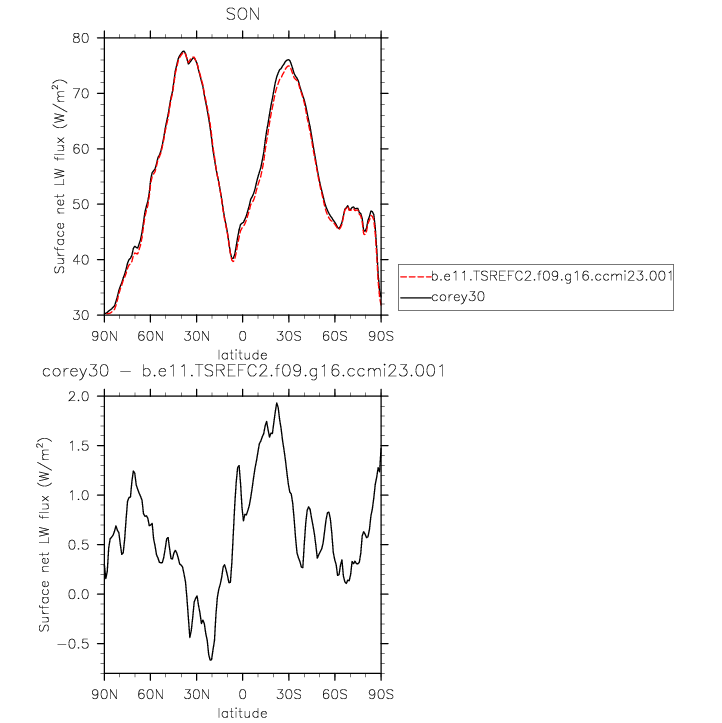 SON
80
70
60
50
40
30
Surface net LW flux (W/m²)
90N 60N 30N 0 30S 60S 90S
latitude
b.e11.TSREFC2.f09.g16.ccmi23.001
corey30
corey30 − b.e11.TSREFC2.f09.g16.ccmi23.001
2.0
1.5
1.0
0.5
0.0
−0.5
Surface net LW flux (W/m²)
90N 60N 30N 0 30S 60S 90S
latitude